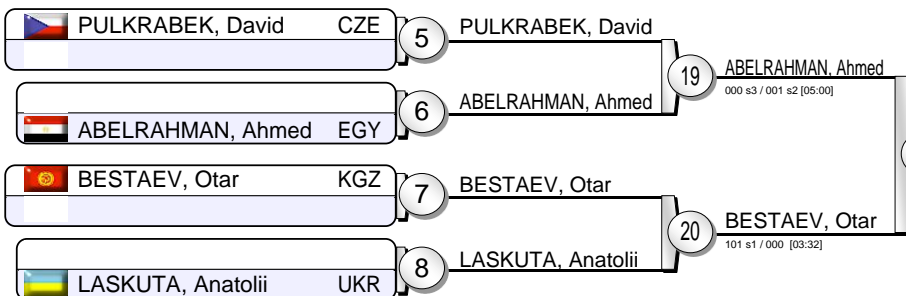 PULKRABEK, David CZE
5
PULKRABEK, David
19
ABELRAHMAN, Ahmed
000 s3 / 001 s2 [05:00]
6
ABELRAHMAN, Ahmed
ABELRAHMAN, Ahmed EGY
BESTAEV, Otar KGZ
7
BESTAEV, Otar
20
BESTAEV, Otar
101 s1 / 000 [03:32]
8
LASKUTA, Anatolii
LASKUTA, Anatolii UKR